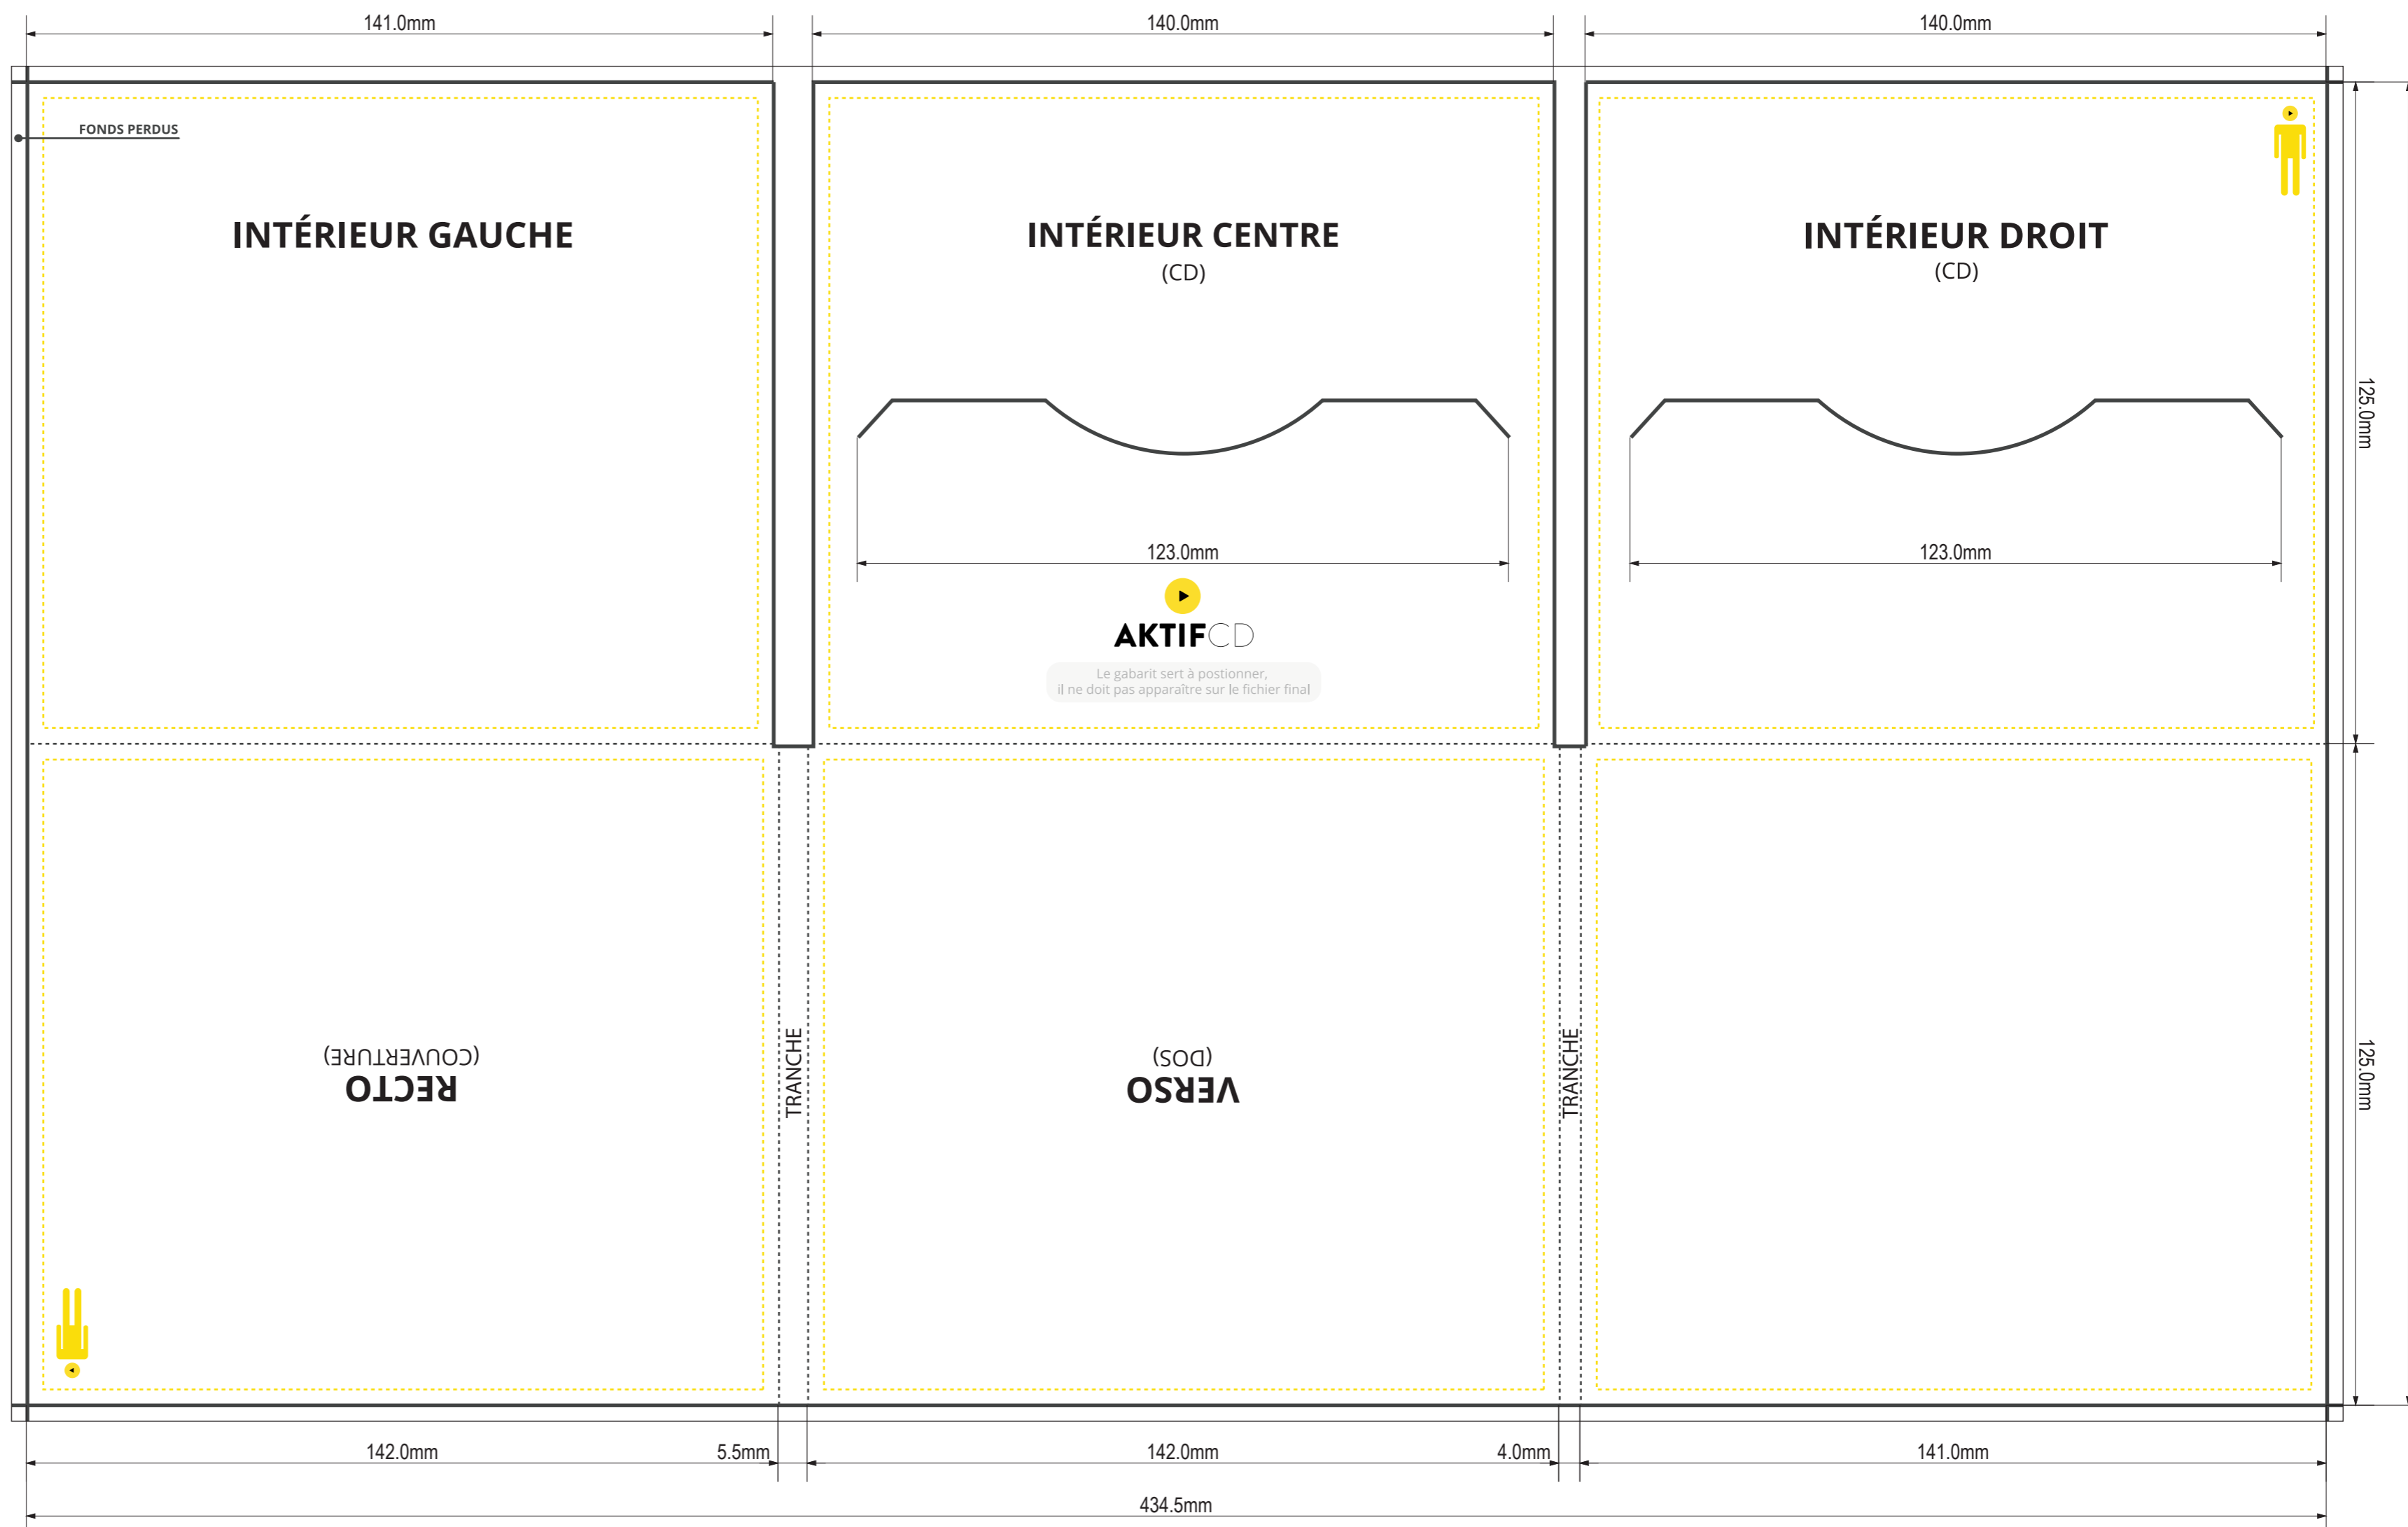 141.0mm
140.0mm
140.0mm
FONDS PERDUS
INTÉRIEUR GAUCHE
INTÉRIEUR CENTRE
(CD)
INTÉRIEUR DROIT
(CD)
125.0mm
123.0mm
123.0mm
AKTIFCD
Le gabarit sert à postionner,
il ne doit pas apparaître sur le fichier final
RECTO
(COUVERTURE)
TRANCHE
VERSO
(DOS)
TRANCHE
125.0mm
142.0mm
5.5mm
142.0mm
4.0mm
141.0mm
434.5mm